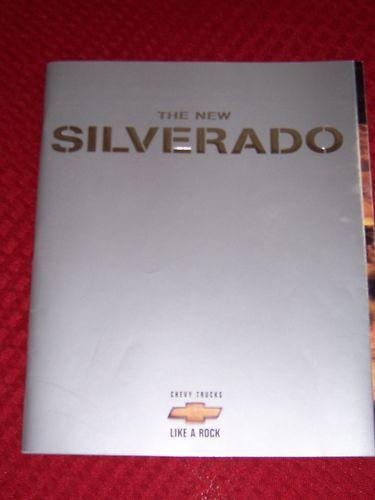 THE NEW
SILVERADO
CHEVY TRUCKS
LIKE A ROCK